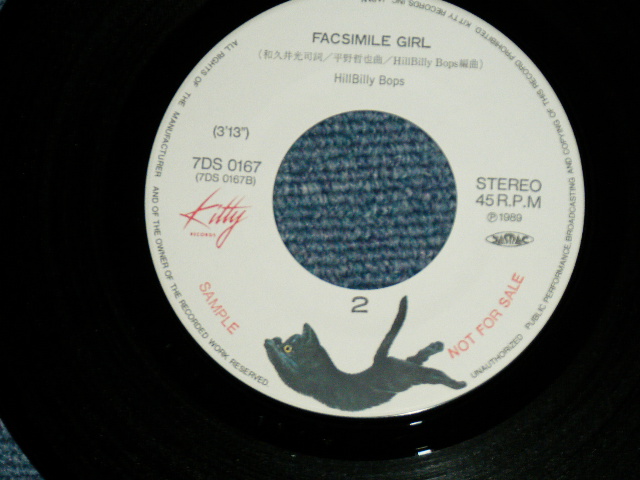 FACSIMILE GIRL
(和久井光司詞／平野哲也曲／HillBilly Bops編曲)
HillBilly Bops
(3'13")
7DS 0167
(7DS 0167B)
Kitty
RECORDS
STEREO
45 R.P.M
Ⓟ1989
JASRAC
2
SAMPLE
NOT FOR SALE
ALL RIGHTS OF THE MANUFACTURER AND OF THE OWNER OF THE RECORDED WORK RESERVED.
UNAUTHORIZED PUBLIC PERFORMANCE, BROADCASTING AND COPYING OF THIS RECORD PROHIBITED. KITTY RECORDS INC.